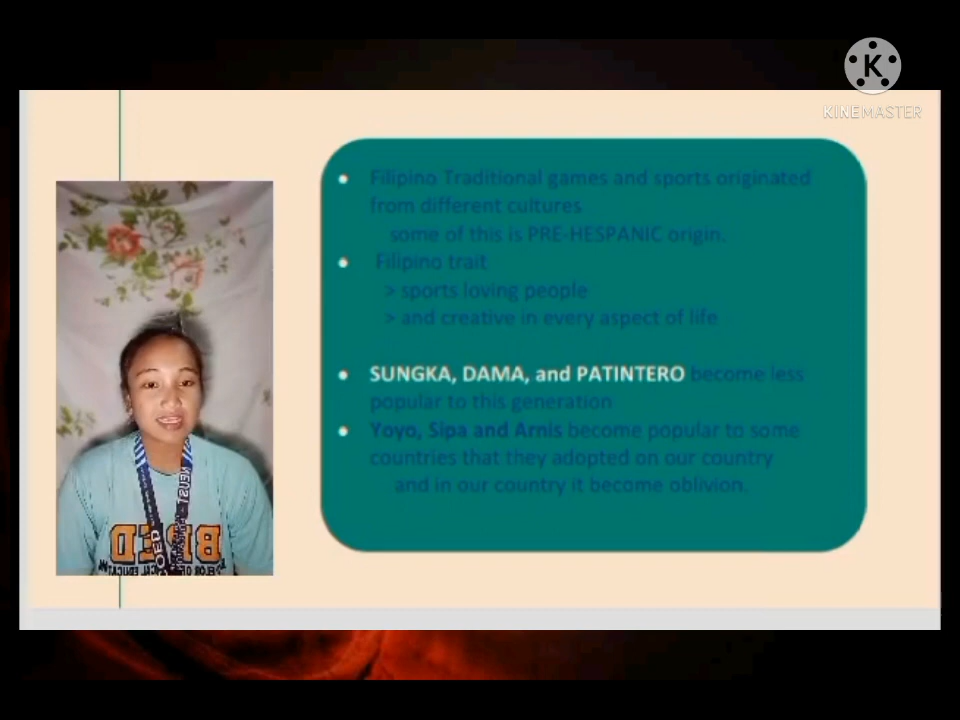 K
KINEMASTER
Filipino Traditional games and sports originated
from different cultures
some of this is PRE-HESPANIC origin.
Filipino trait
> sports loving people
> and creative in every aspect of life
SUNGKA, DAMA, and PATINTERO become less
popular to this generation
Yoyo, Sipa and Arnis become popular to some
countries that they adopted on our country
and in our country it become oblivion.